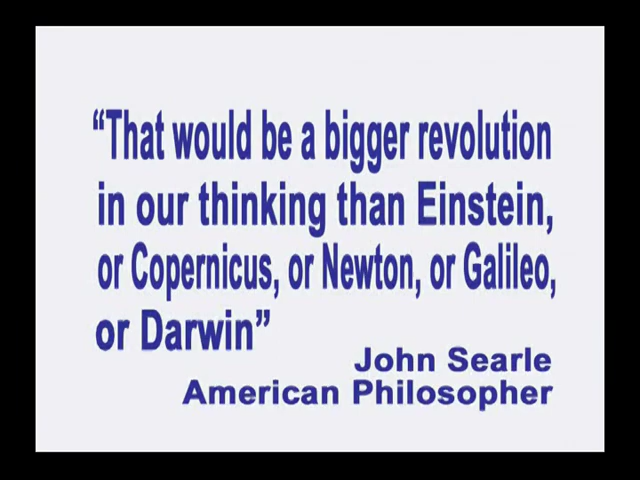 “That would be a bigger revolution
in our thinking than Einstein,
or Copernicus, or Newton, or Galileo,
or Darwin”
John Searle
American Philosopher